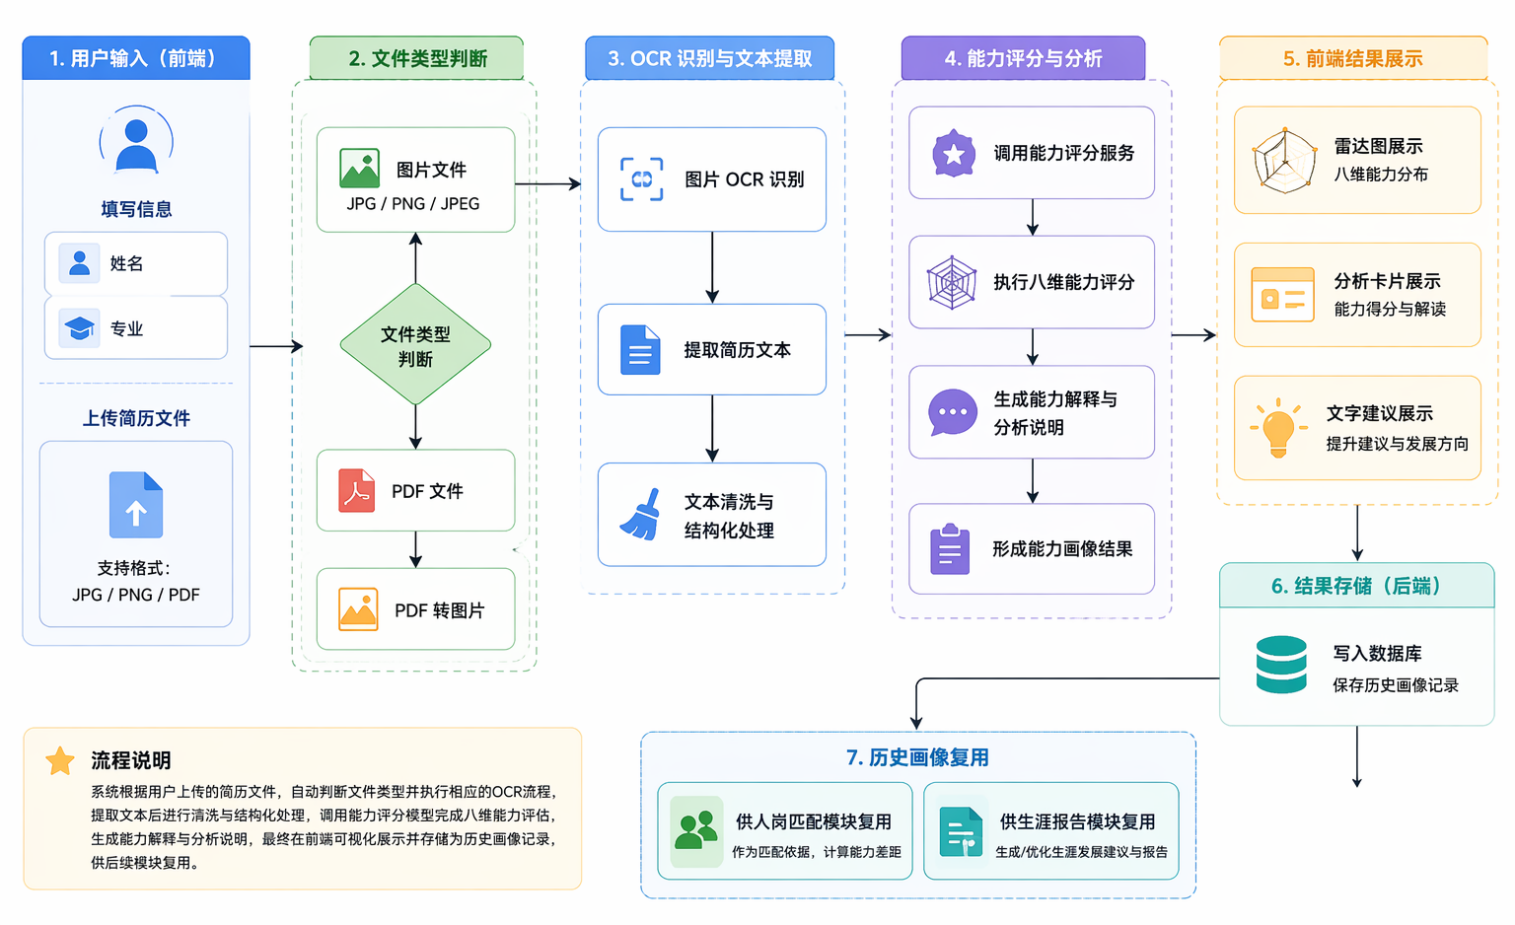 1. 用户输入（前端）
填写信息
姓名
专业
上传简历文件
支持格式：
JPG / PNG / PDF
2. 文件类型判断
图片文件
JPG / PNG / JPEG
文件类型
判断
PDF 文件
PDF 转图片
3. OCR 识别与文本提取
图片 OCR 识别
提取简历文本
文本清洗与
结构化处理
4. 能力评分与分析
调用能力评分服务
执行八维能力评分
生成能力解释与
分析说明
形成能力画像结果
5. 前端结果展示
雷达图展示
八维能力分布
分析卡片展示
能力得分与解读
文字建议展示
提升建议与发展方向
6. 结果存储（后端）
写入数据库
保存历史画像记录
7. 历史画像复用
供人岗匹配模块复用
作为匹配依据，计算能力差距
供生涯报告模块复用
生成/优化生涯发展建议与报告
流程说明
系统根据用户上传的简历文件，自动判断文件类型并执行相应的OCR流程，
提取文本后进行清洗与结构化处理，调用能力评分模型完成八维能力评估，
生成能力解释与分析说明，最终在前端可视化展示并存储为历史画像记录，
供后续模块复用。